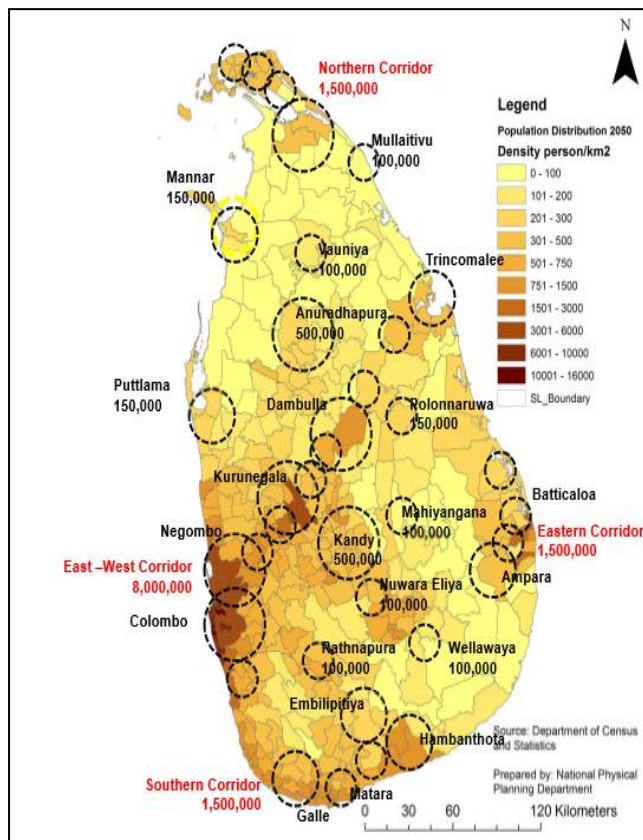 N
Northern Corridor
1,500,000
Legend
Population Distribution 2050
Density person/km2
0 - 100
101 - 200
201 - 300
301 - 500
501 - 750
751 - 1500
1501 - 3000
3001 - 6000
6001 - 10000
10001 - 16000
SL_Boundary
Mullaitivu
100,000
Mannar
150,000
Vauniya
100,000
Trincomalee
Anuradhapura
500,000
Puttlama
150,000
Dambulla
Polonnaruwa
150,000
Kurunegala
Batticaloa
Mahiyangana
100,000
Negombo
Kandy
500,000
Eastern Corridor
1,500,000
East –West Corridor
8,000,000
Ampara
Nuwara Eliya
100,000
Colombo
Rathnapura
100,000
Wellawaya
100,000
Embilipitiya
Hambanthota
Source: Department of Census
and Statistics
Prepared by: National Physical
Planning Department
Southern Corridor
1,500,000
Matara
Galle
0 30 60 120 Kilometers